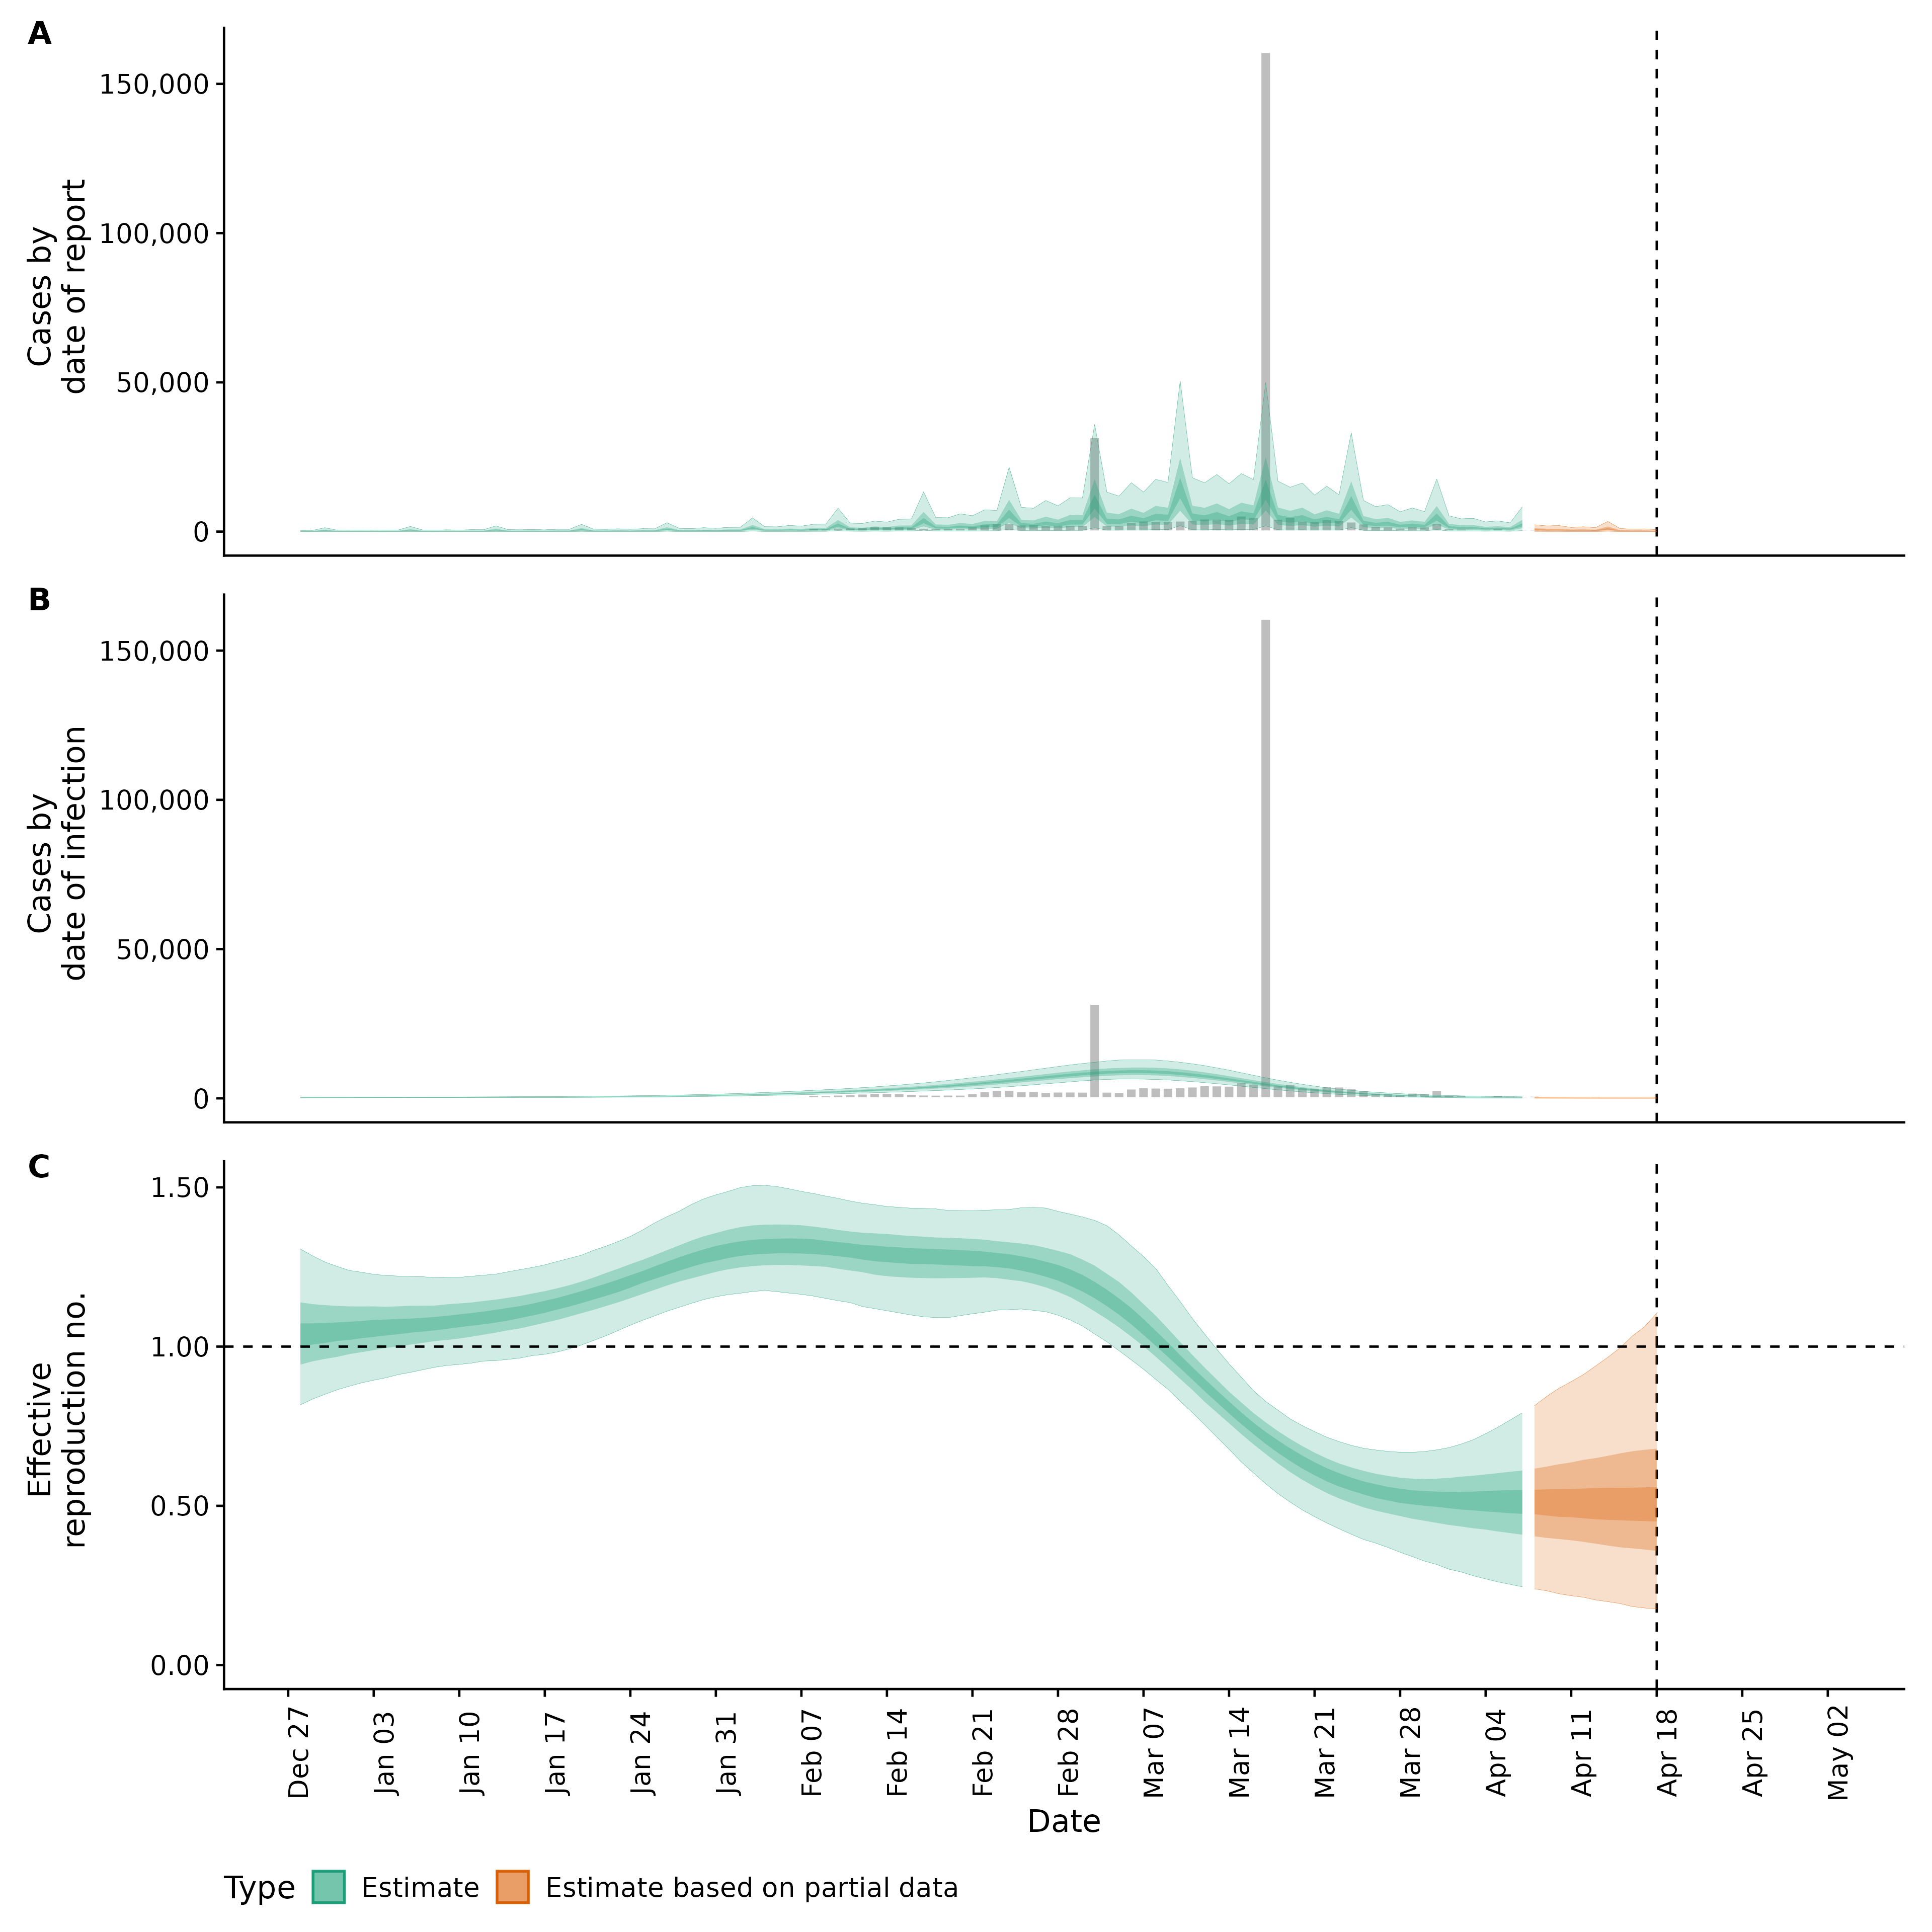 A
150,000
100,000
50,000
0
Cases by
date of report
B
150,000
100,000
50,000
0
Cases by
date of infection
C
1.50
1.00
0.50
0.00
Effective
reproduction no.
Dec 27
Jan 03
Jan 10
Jan 17
Jan 24
Jan 31
Feb 07
Feb 14
Feb 21
Feb 28
Mar 07
Mar 14
Mar 21
Mar 28
Apr 04
Apr 11
Apr 18
Apr 25
May 02
Date
Type Estimate Estimate based on partial data